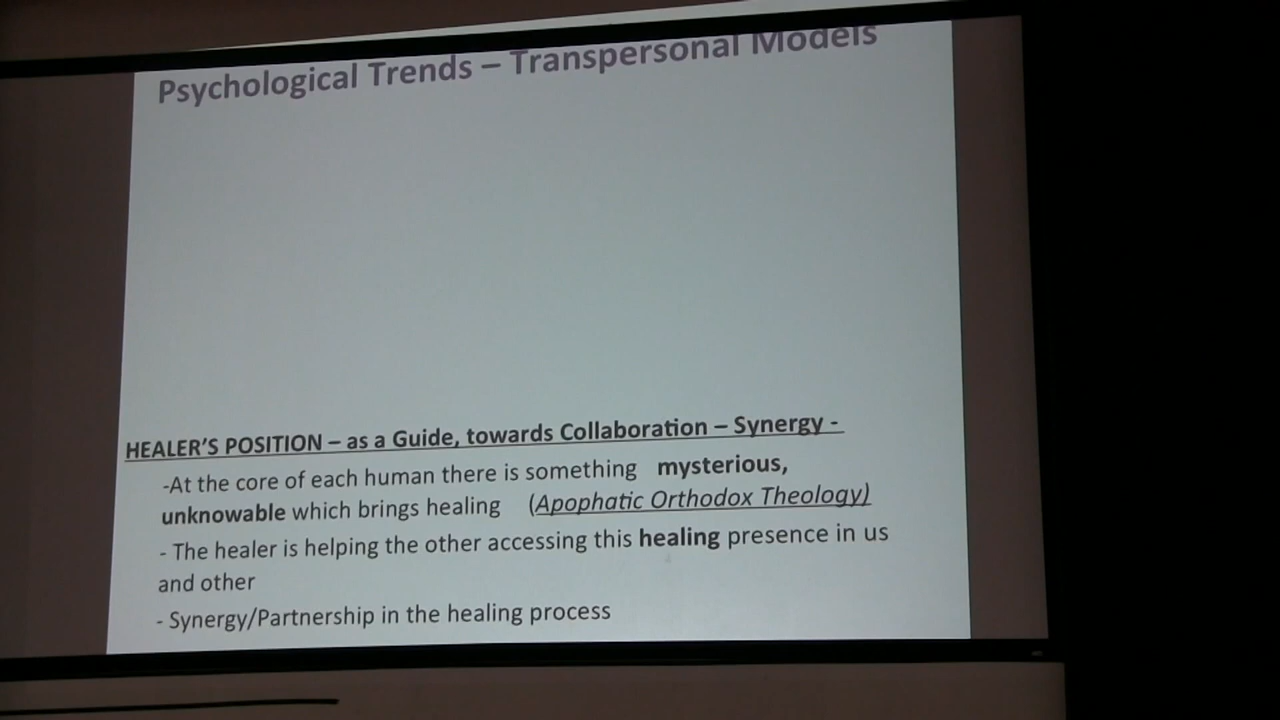 Psychological Trends – Transpersonal Models
HEALER'S POSITION – as a Guide, towards Collaboration – Synergy -
-At the core of each human there is something mysterious,
unknowable which brings healing (Apophatic Orthodox Theology)
- The healer is helping the other accessing this healing presence in us
and other
- Synergy/Partnership in the healing process